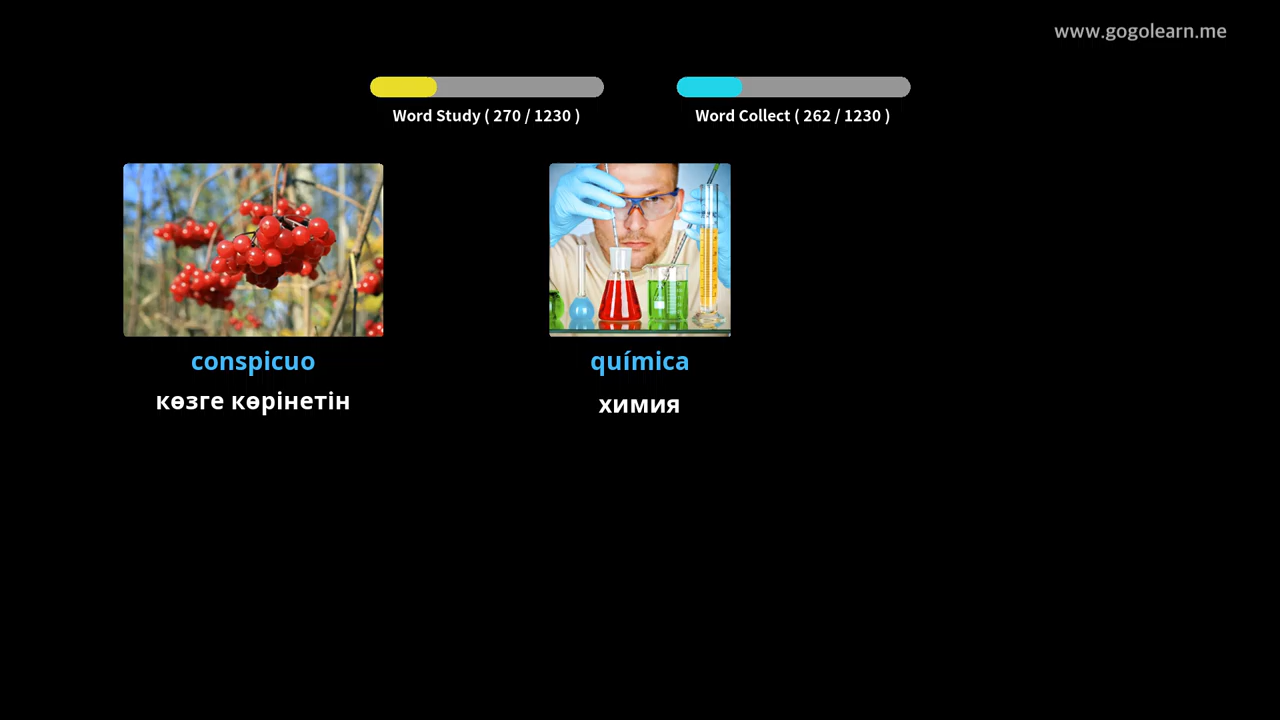 www.gogolearn.me
Word Study ( 270 / 1230 )
Word Collect ( 262 / 1230 )
conspicuo
көзге көрінетін
química
химия